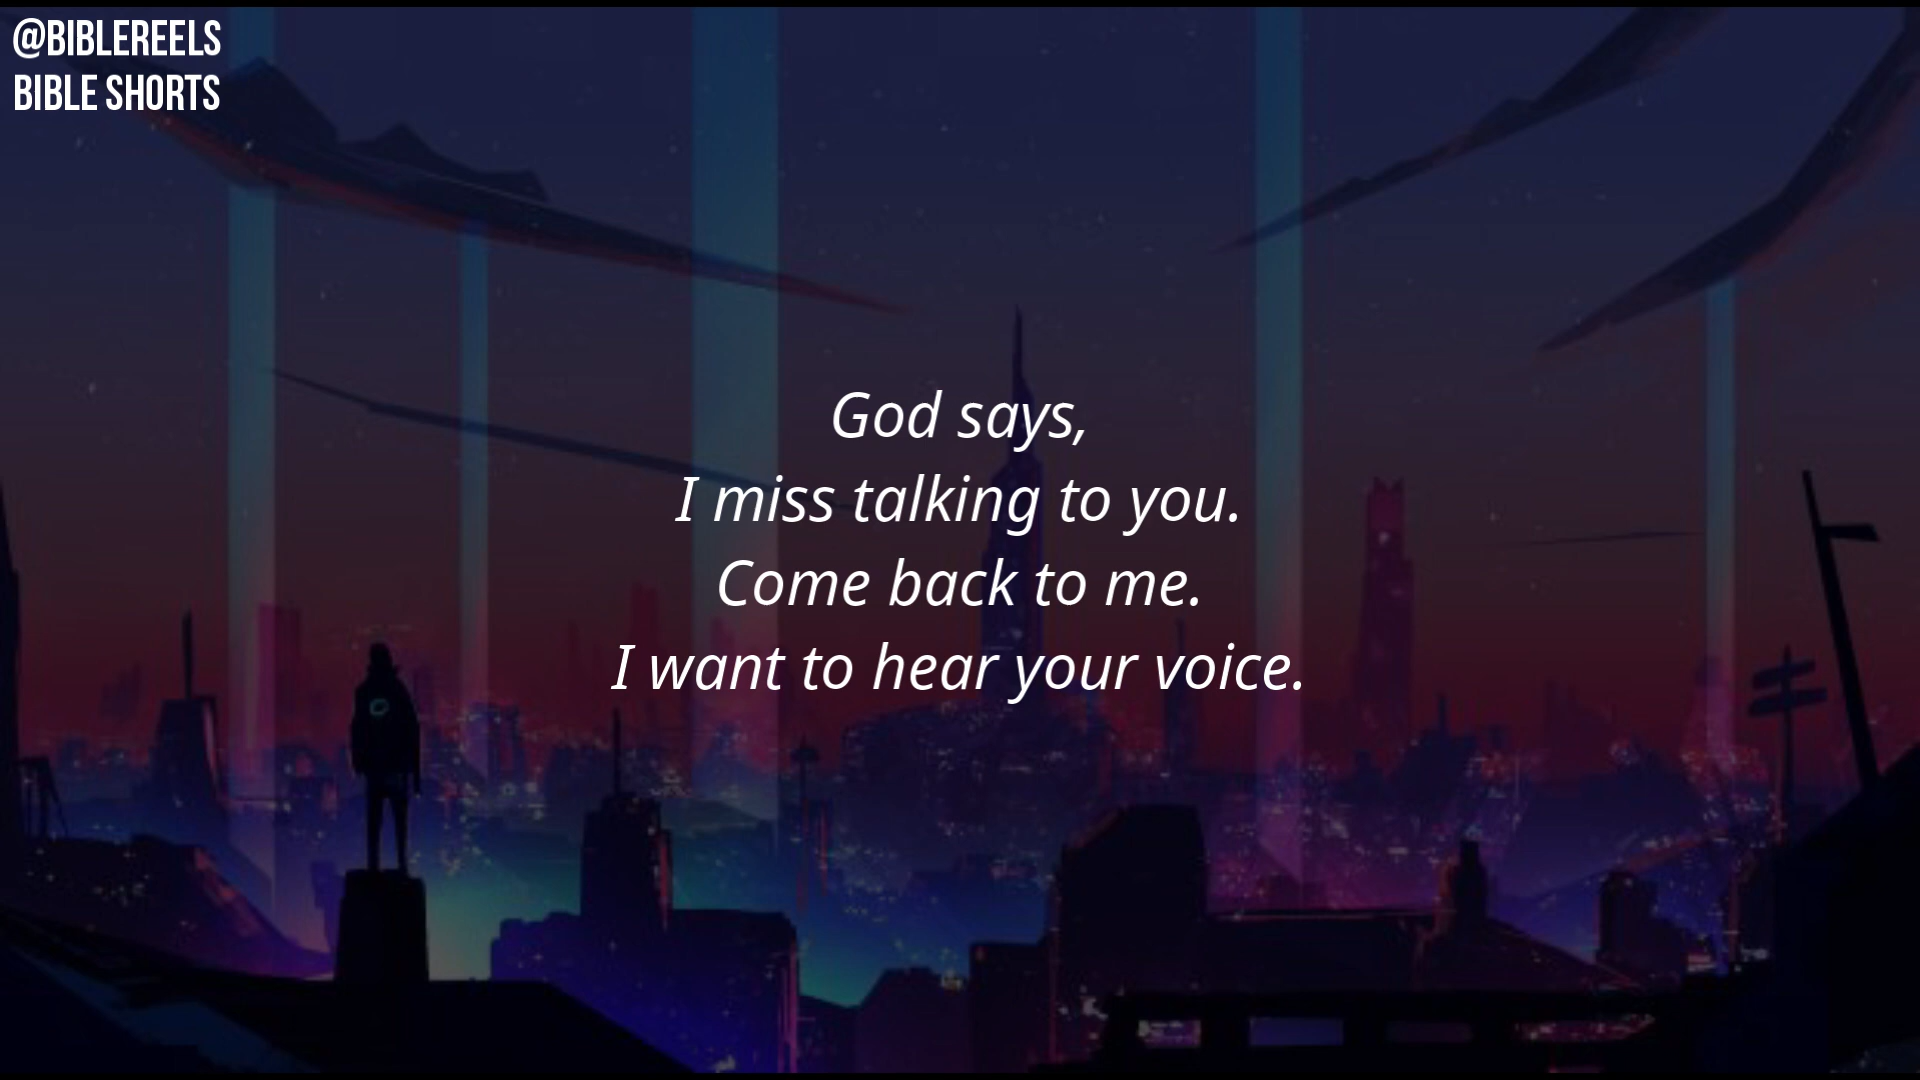 @BIBLEREELS
BIBLE SHORTS
God says,
I miss talking to you.
Come back to me.
I want to hear your voice.